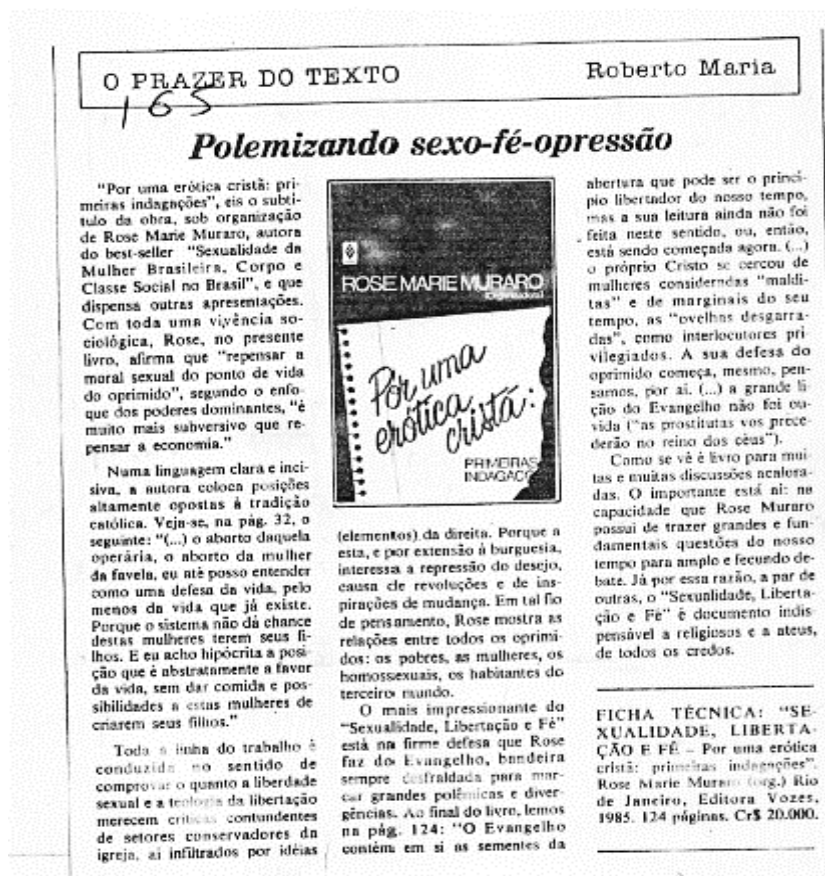 O PRAZER DO TEXTO
Roberto Maria
165
Polemizando sexo-fé-opressão
"Por uma erótica cristã: pri-
meiras indagações", eis o subtí-
tulo da obra, sob organização
de Rose Marie Muraro, autora
do best-seller "Sexualidade da
Mulher Brasileira, Corpo e
Classe Social no Brasil", e que
dispensa outras apresentações.
Com toda uma vivência so-
ciológica, Rose, no presente
livro, afirma que "repensar a
moral sexual do ponto de vida
do oprimido", segundo o enfo-
que dos poderes dominantes, "é
muito mais subversivo que re-
pensar a economia."
Numa linguagem clara e inci-
siva, a autora coloca posições
altamente opostas à tradição
católica. Veja-se, na pág. 32, o
seguinte: "(...) o aborto daquela
operária, o aborto da mulher
da favela, eu até posso entender
como uma defesa da vida, pelo
menos da vida que já existe.
Porque o sistema não dá chance
destas mulheres terem seus fi-
lhos. E eu acho hipócrita a posi-
ção que é abstratamente a favor
da vida, sem dar comida e pos-
sibilidades a estas mulheres de
criarem seus filhos."
Toda a linha do trabalho é
conduzida no sentido de
comprovar o quanto a liberdade
sexual e a teologia da libertação
merecem críticas contundentes
de setores conservadores da
igreja, aí infiltrados por idéias
ROSE MARIE MURARO
(Organizadora)
Por uma
erótica
cristã:
PRIMEIRAS
INDAGAÇÕ
(elementos) da direita. Porque a
esta, e por extensão à burguesia,
interessa a repressão do desejo,
causa de revoluções e de ins-
pirações de mudança. Em tal fio
de pensamento, Rose mostra as
relações entre todos os oprimi-
dos: os pobres, as mulheres, os
homossexuais, os habitantes do
terceiro mundo.
O mais impressionante do
"Sexualidade, Libertação e Fé"
está na firme defesa que Rose
faz do Evangelho, bandeira
sempre desfraldada para mar-
car grandes polêmicas e diver-
gências. Ao final do livro, lemos
na pág. 124: "O Evangelho
contém em si as sementes da
abertura que pode ser o princí-
pio libertador do nosso tempo,
mas a sua leitura ainda não foi
feita neste sentido, ou, então,
está sendo começada agora. (...)
o próprio Cristo se cercou de
mulheres consideradas "maldi-
tas" e de marginais do seu
tempo, as "ovelhas desgarra-
das", como interlocutores pri-
vilegiados. A sua defesa do
oprimido começa, mesmo, pen-
samos, por aí. (...) a grande li-
ção do Evangelho não foi ou-
vida ("as prostitutas vos prece-
derão no reino dos céus").
Como se vê é livro para mui-
tas e muitas discussões acalora-
das. O importante está aí: na
capacidade que Rose Muraro
possui de trazer grandes e fun-
damentais questões do nosso
tempo para amplo e fecundo de-
bate. Já por essa razão, a par de
outras, o "Sexualidade, Liberta-
ção e Fé" é documento indis-
pensável a religiosos e a ateus,
de todos os credos.
FICHA TÉCNICA: "SE-
XUALIDADE, LIBERTA-
ÇÃO E FÉ – Por uma erótica
cristã: primeiras indagações".
Rose Marie Muraro (org.) Rio
de Janeiro, Editora Vozes,
1985. 124 páginas. Cr$ 20.000.